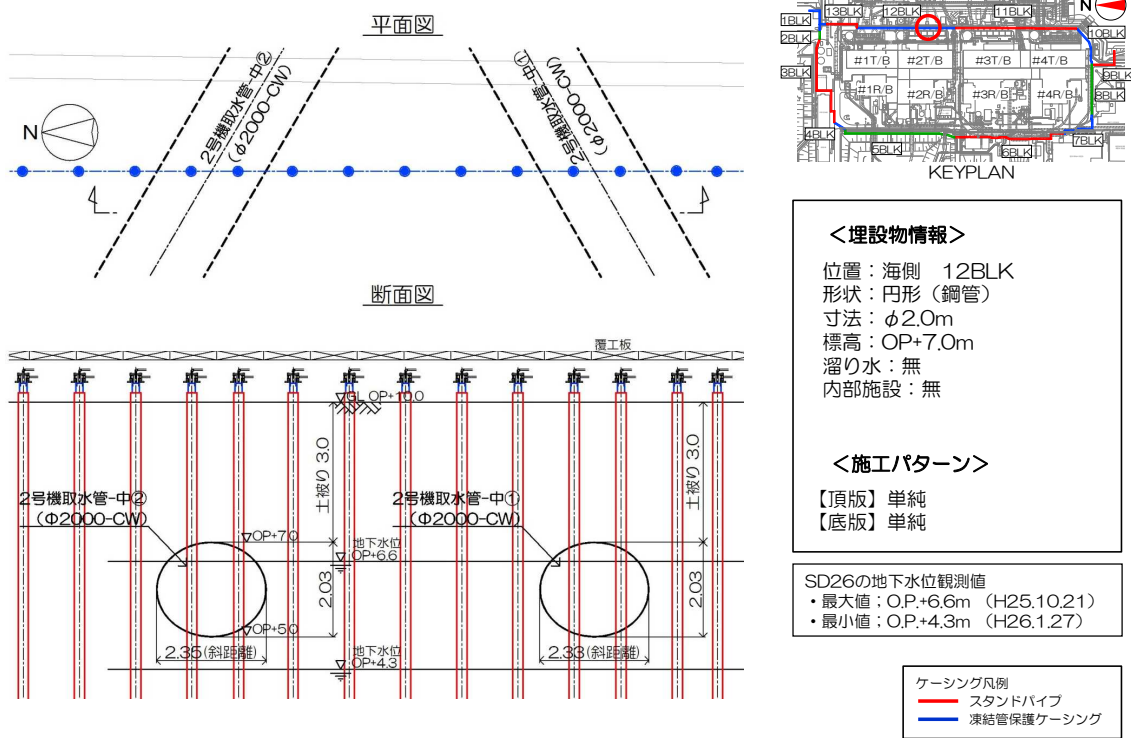 平面図
2号機取水管-中②
(φ2000-CW)
2号機取水管-中①
(φ2000-CW)
N
断面図
覆工板
▽GL OP+10.0
土被り 3.0
土被り 3.0
2号機取水管-中②
(Φ2000-CW)
2号機取水管-中①
(Φ2000-CW)
▽OP+7.0
地下水位
OP+6.6
2.03
2.03
▽OP+5.0
2.35(斜距離)
2.33(斜距離)
地下水位
OP+4.3
N
1BLK
13BLK
12BLK
11BLK
2BLK
10BLK
#1T/B
#2T/B
#3T/B
#4T/B
3BLK
9BLK
#1R/B
#2R/B
#3R/B
#4R/B
8BLK
4BLK
5BLK
6BLK
7BLK
KEYPLAN
＜埋設物情報＞
位置：海側　12BLK
形状：円形（鋼管）
寸法：φ2.0m
標高：OP+7.0m
溜り水：無
内部施設：無
＜施工パターン＞
【頂版】単純
【底版】単純
SD26の地下水位観測値
・最大値；O.P.+6.6m （H25.10.21）
・最小値；O.P.+4.3m （H26.1.27）
ケーシング凡例
スタンドパイプ
凍結管保護ケーシング